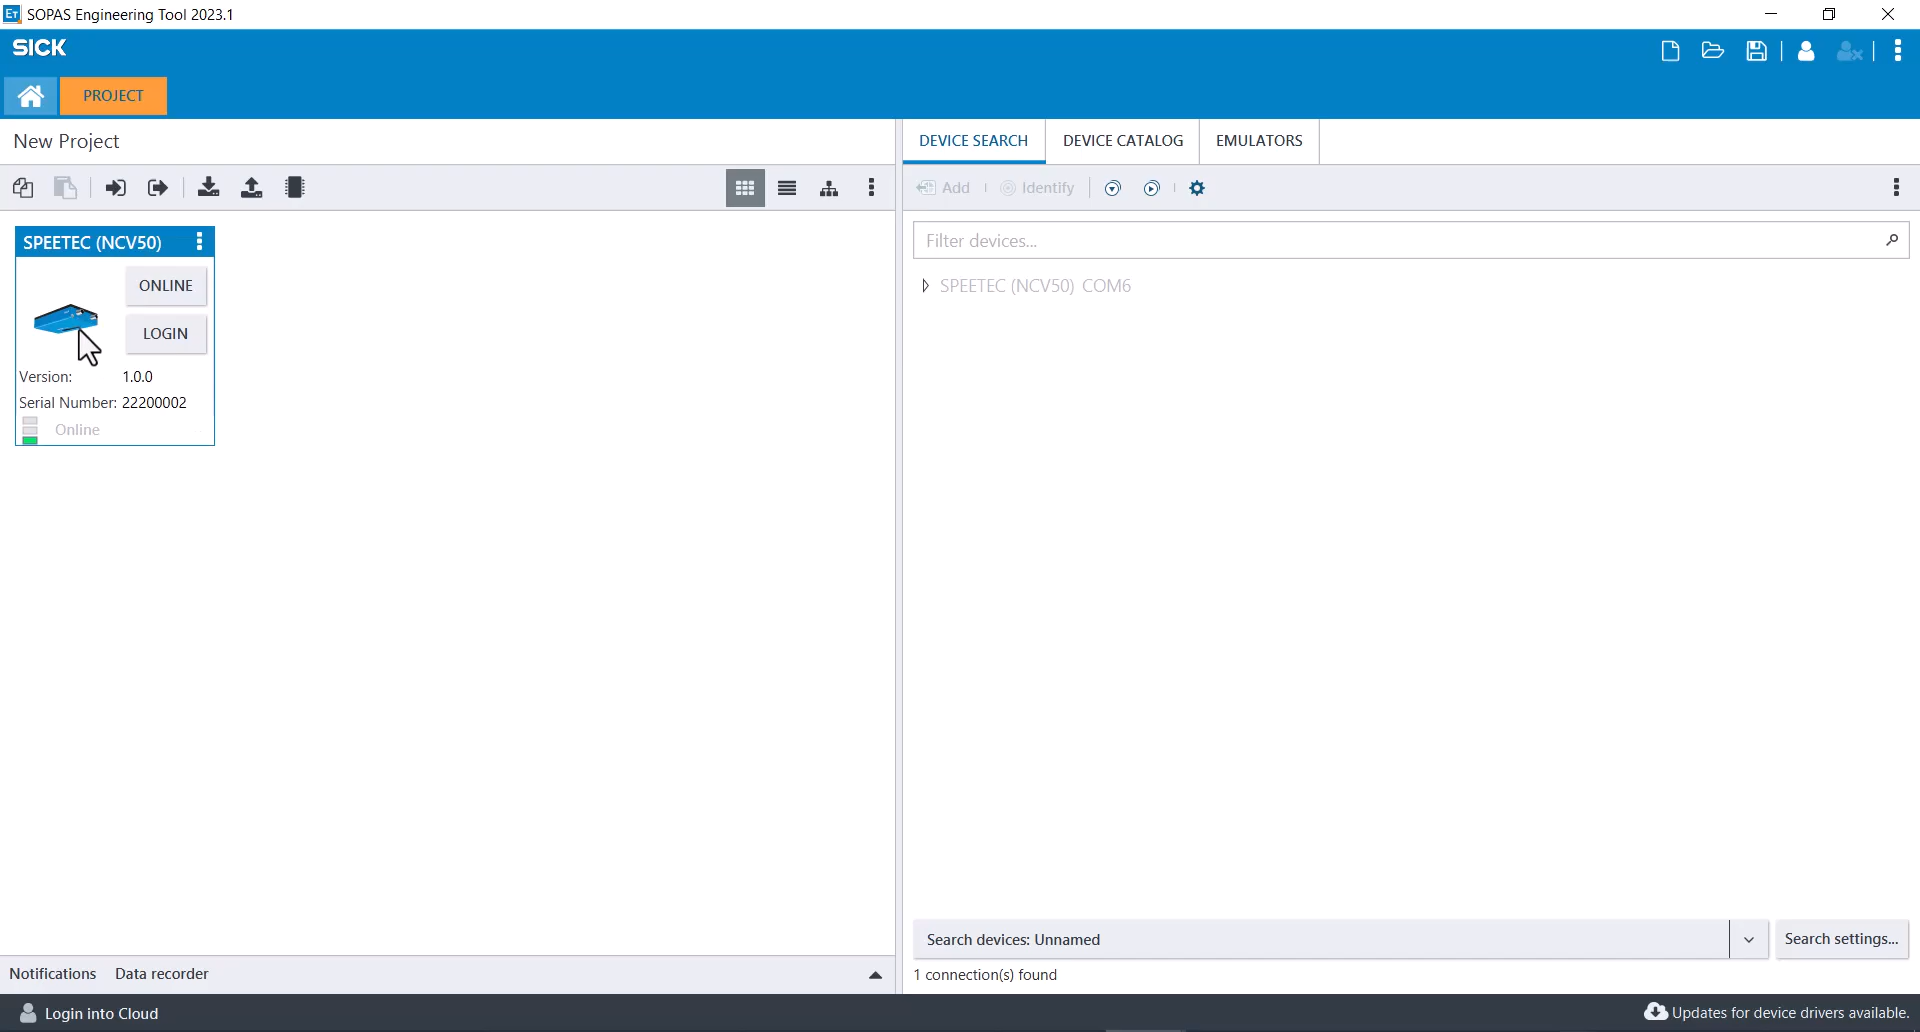 ET SOPAS Engineering Tool 2023.1
SICK
PROJECT
New Project
SPEETEC (NCV50)
ONLINE
LOGIN
Version: 1.0.0
Serial Number: 22200002
Online
DEVICE SEARCH DEVICE CATALOG EMULATORS
Add Identify
Filter devices...
SPEETEC (NCV50) COM6
Search devices: Unnamed
Search settings...
1 connection(s) found
Notifications Data recorder
Login into Cloud
Updates for device drivers available.